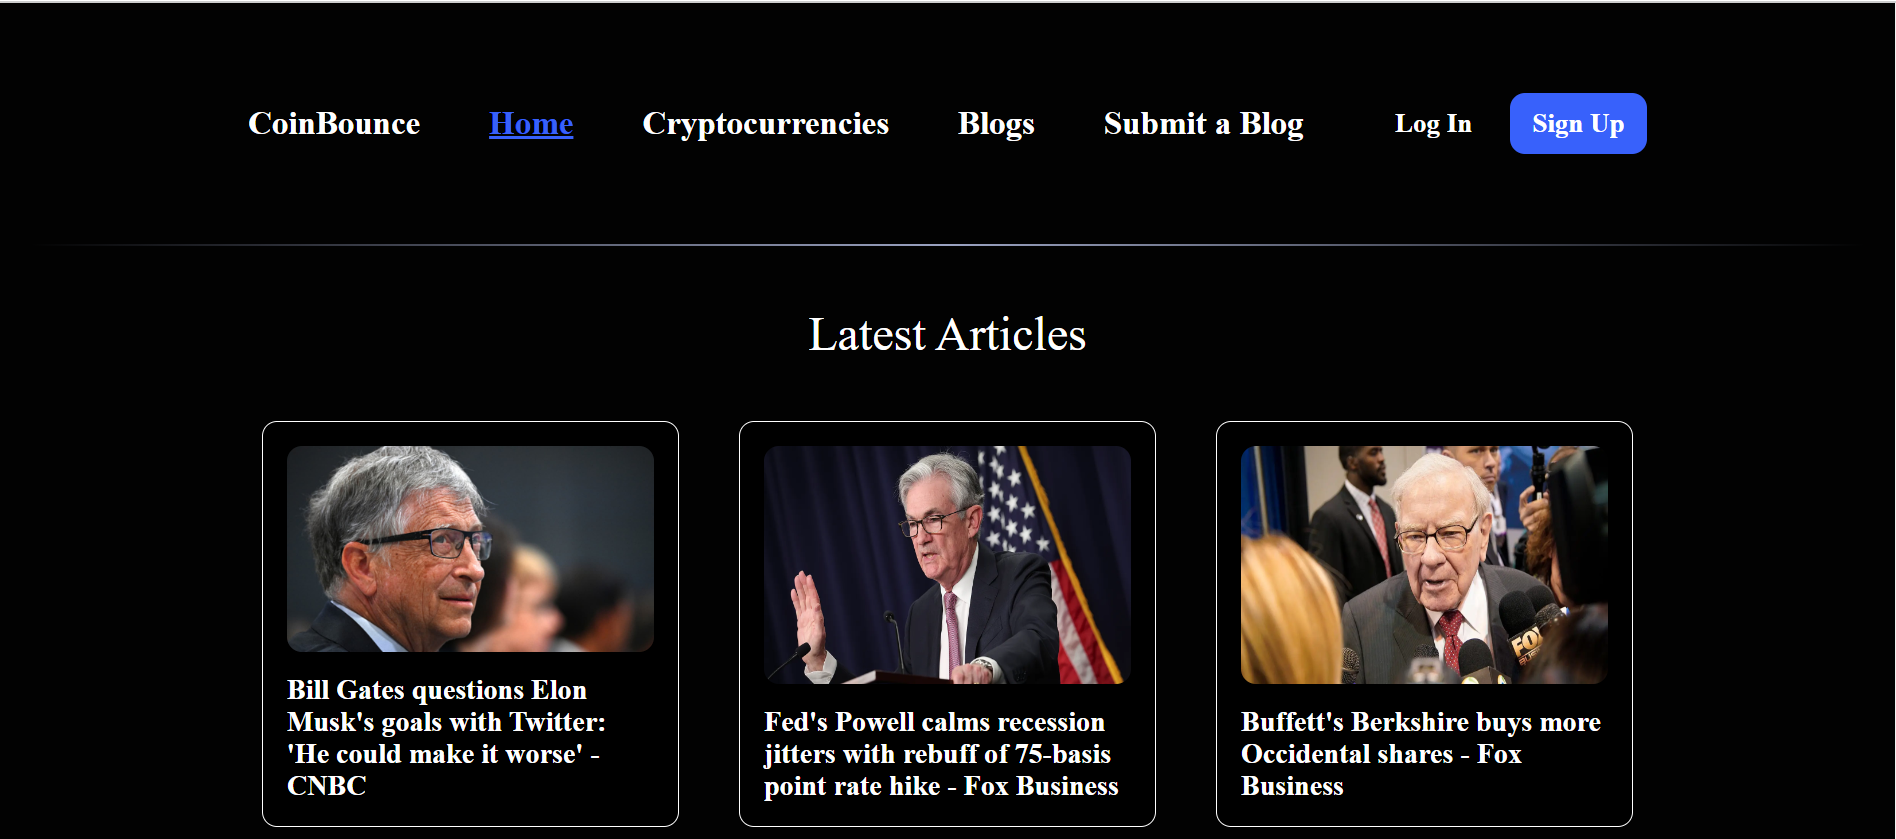 CoinBounce Home Cryptocurrencies Blogs Submit a Blog Log In Sign Up
Latest Articles
Bill Gates questions Elon
Musk's goals with Twitter:
'He could make it worse' -
CNBC
Fed's Powell calms recession
jitters with rebuff of 75-basis
point rate hike - Fox Business
Buffett's Berkshire buys more
Occidental shares - Fox
Business